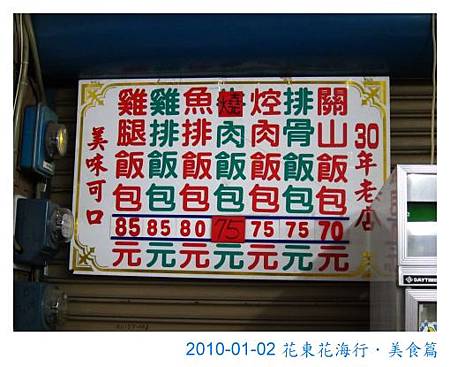 30年老店
關山飯包70元
排骨飯包75元
焢肉飯包75元
燒肉飯包75元
魚排飯包80元
雞排飯包85元
雞腿飯包85元
美味可口
2010-01-02 花東花海行・美食篇